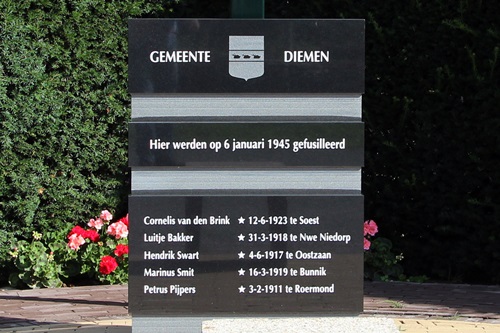 GEMEENTE DIEMEN
Hier werden op 6 januari 1945 gefusilleerd
Cornelis van den Brink ★ 12-6-1923 te Soest
Luitje Bakker ★ 31-3-1918 te Nwe Niedorp
Hendrik Swart ★ 4-6-1917 te Oostzaan
Marinus Smit ★ 16-3-1919 te Bunnik
Petrus Pijpers ★ 3-2-1911 te Roermond